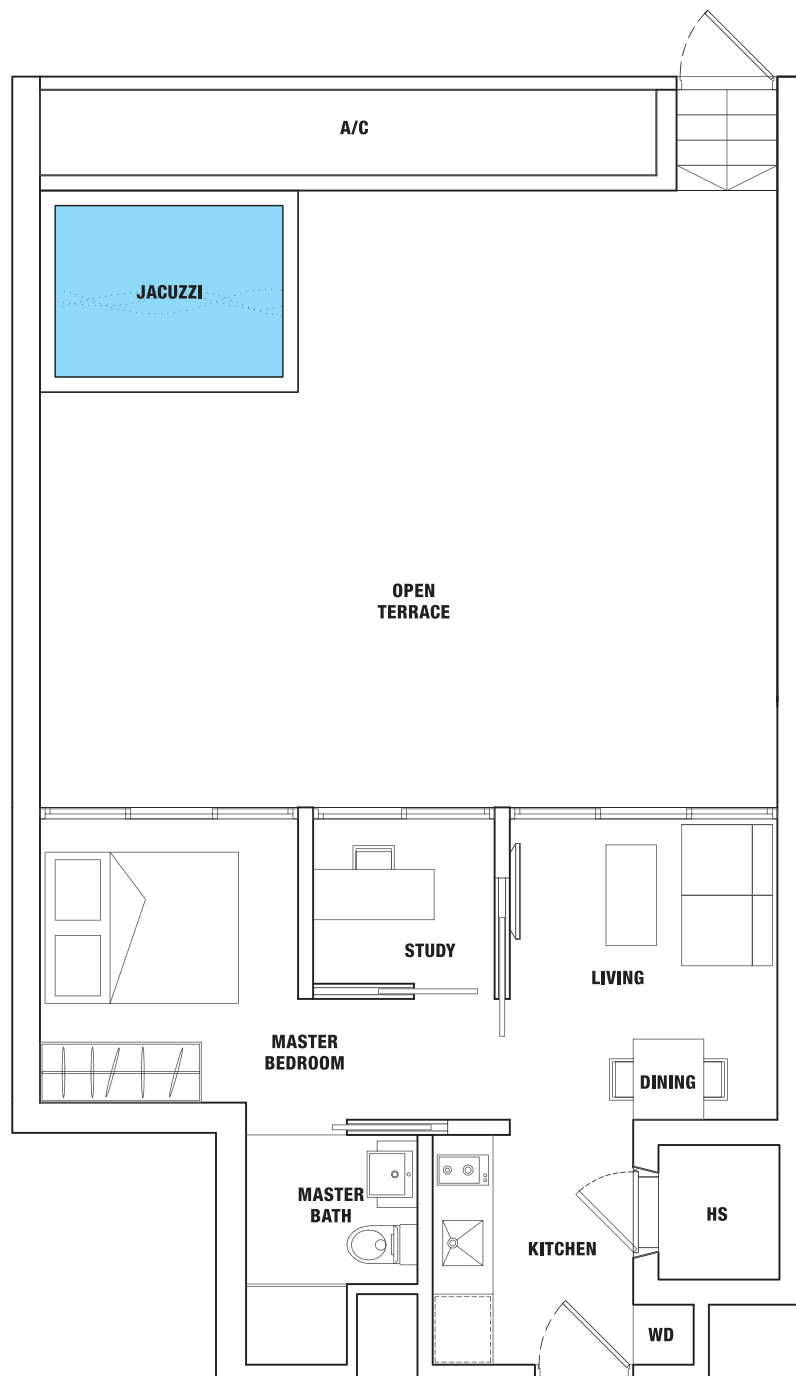 A/C
JACUZZI
OPEN
TERRACE
STUDY
LIVING
MASTER
BEDROOM
DINING
MASTER
BATH
HS
KITCHEN
WD